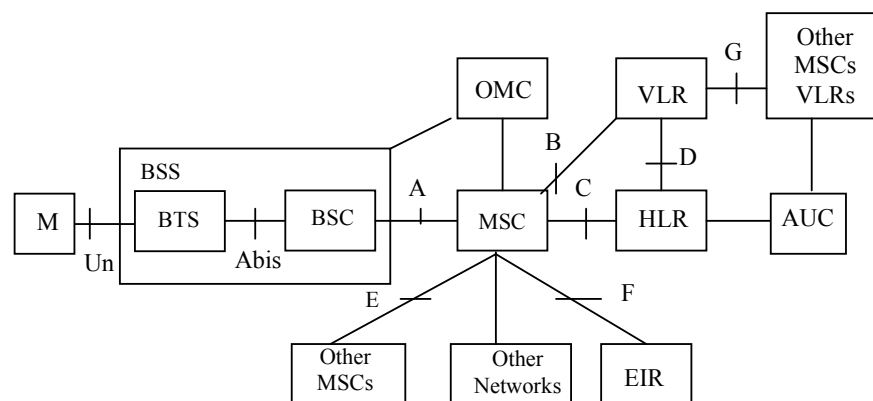 G
Other
MSCs
VLRs
OMC
VLR
B
D
BSS
A
C
M
BTS
BSC
MSC
HLR
AUC
Un
Abis
E
F
Other
MSCs
Other
Networks
EIR